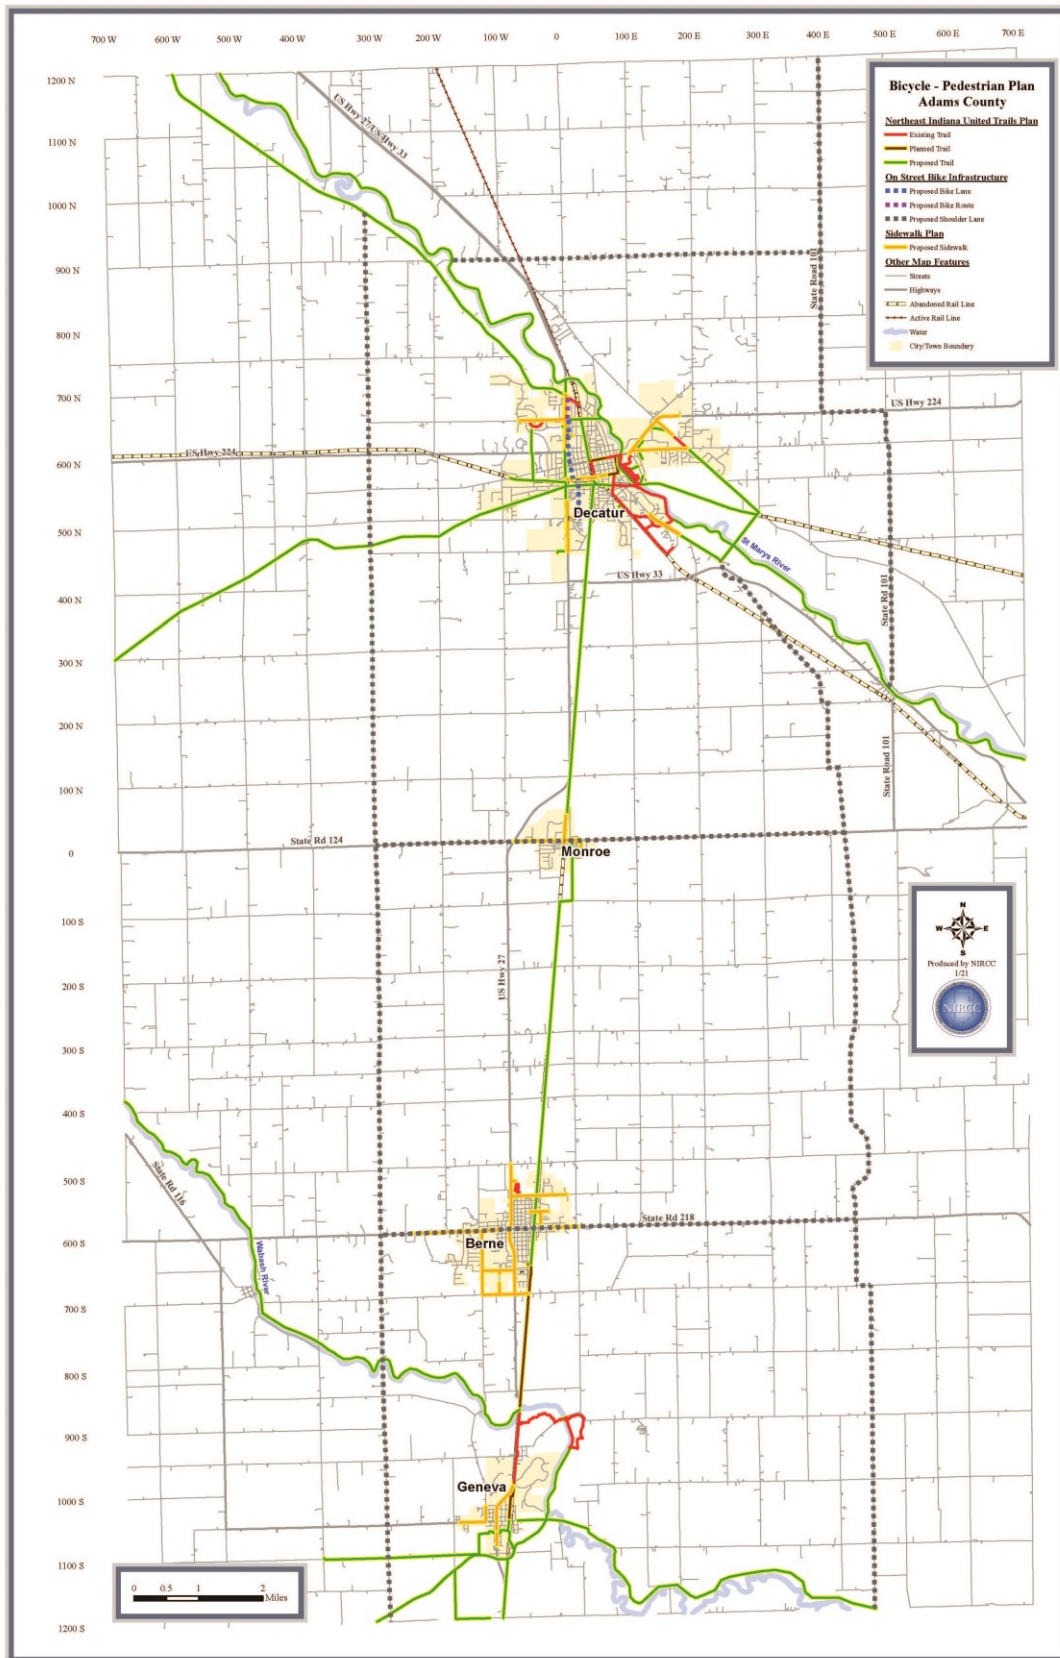 700 W 600 W 500 W 400 W 300 W 200 W 100 W 0 100 E 200 E 300 E 400 E 500 E 600 E 700 E
1200 N
1100 N
1000 N
900 N
800 N
700 N
600 N
500 N
400 N
300 N
200 N
100 N
0
100 S
200 S
300 S
400 S
500 S
600 S
700 S
800 S
900 S
1000 S
1100 S
1200 S
Bicycle - Pedestrian Plan
Adams County
Northeast Indiana United Trails Plan
Existing Trail
Planned Trail
Proposed Trail
On Street Bike Infrastructure
Proposed Bike Lane
Proposed Bike Route
Proposed Shoulder Lane
Sidewalk Plan
Proposed Sidewalk
Other Map Features
Streets
Highways
Abandoned Rail Line
Active Rail Line
Water
City/Town Boundary
US Hwy 27/US Hwy 33
State Road 101
US Hwy 224
US Hwy 224
Decatur
St Marys River
US Hwy 33
State Rd 101
State Road 101
State Rd 124
Monroe
US Hwy 27
N
W E
S
Produced by NIRCC
1/21
NIRCC
State Rd 116
State Rd 218
Berne
Wabash River
Geneva
0 0.5 1 2
Miles